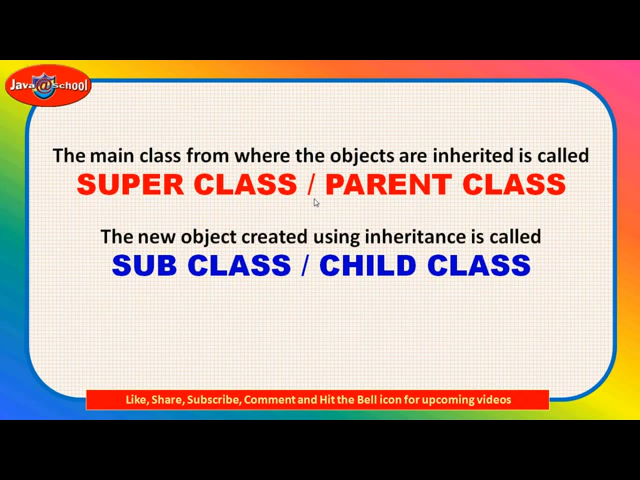 Java @ School
The main class from where the objects are inherited is called
SUPER CLASS / PARENT CLASS
The new object created using inheritance is called
SUB CLASS / CHILD CLASS
Like, Share, Subscribe, Comment and Hit the Bell icon for upcoming videos